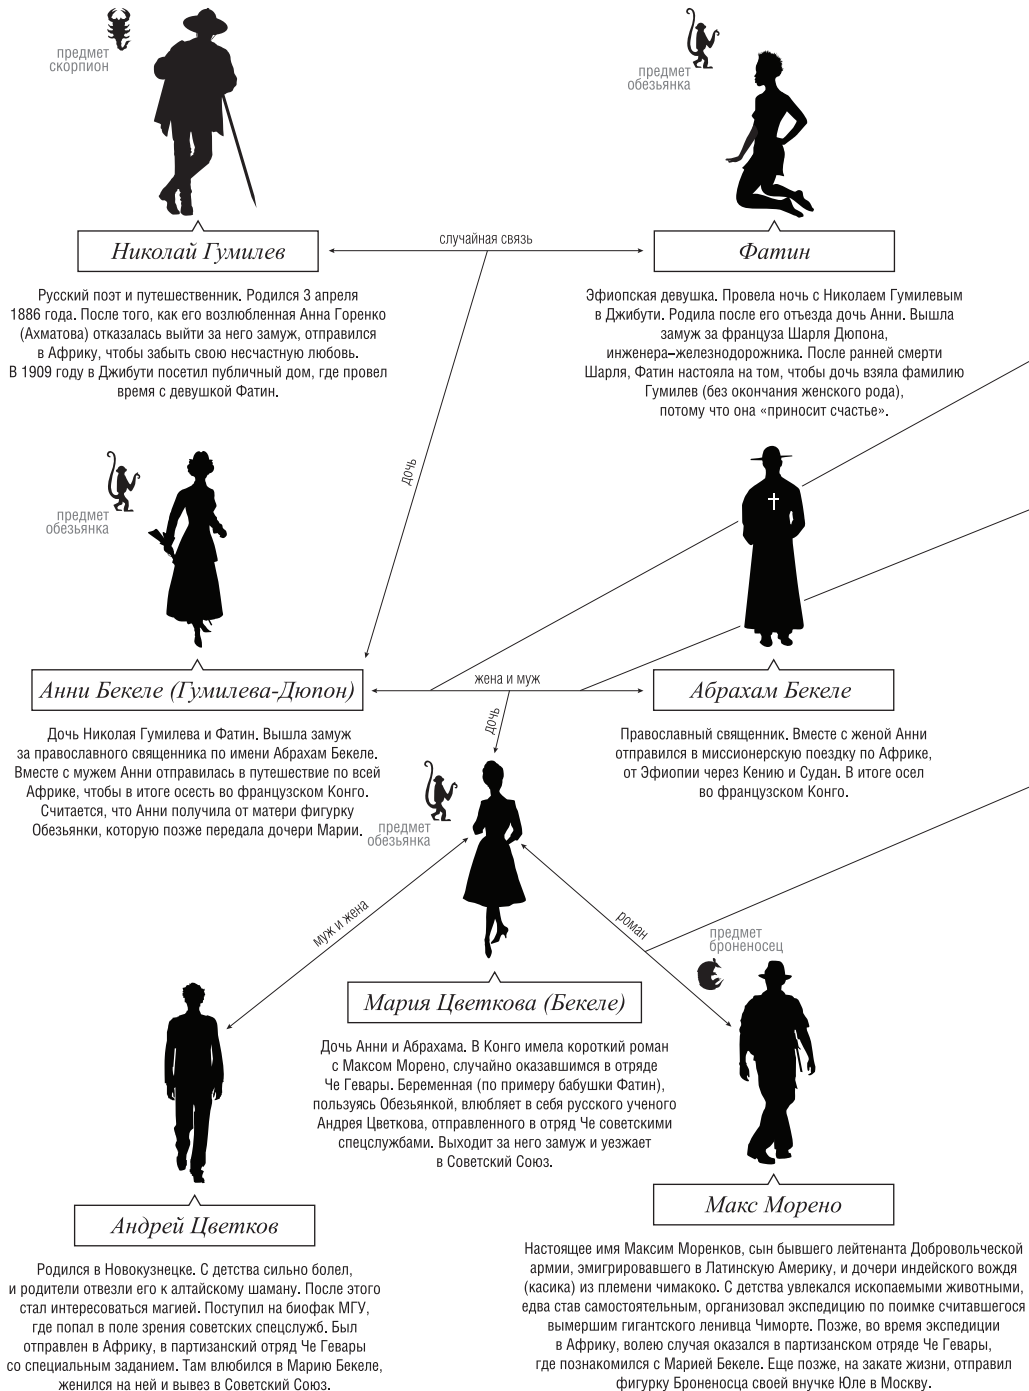 предмет
скорпион
предмет
обезьянка
Николай Гумилев
случайная связь
Фатин
Русский поэт и путешественник. Родился 3 апреля
1886 года. После того, как его возлюбленная Анна Горенко
(Ахматова) отказалась выйти за него замуж, отправился
в Африку, чтобы забыть свою несчастную любовь.
В 1909 году в Джибути посетил публичный дом, где провел
время с девушкой Фатин.
Эфиопская девушка. Провела ночь с Николаем Гумилевым
в Джибути. Родила после его отъезда дочь Анни. Вышла
замуж за француза Шарля Дюпона,
инженера–железнодорожника. После ранней смерти
Шарля, Фатин настояла на том, чтобы дочь взяла фамилию
Гумилев (без окончания женского рода),
потому что она «приносит счастье».
дочь
предмет
обезьянка
Анни Бекеле (Гумилева-Дюпон)
жена и муж
Абрахам Бекеле
Дочь Николая Гумилева и Фатин. Вышла замуж
за православного священника по имени Абрахам Бекеле.
Вместе с мужем Анни отправилась в путешествие по всей
Африке, чтобы в итоге осесть во французском Конго.
Считается, что Анни получила от матери фигурку
Обезьянки, которую позже передала дочери Марии.
дочь
Православный священник. Вместе с женой Анни
отправился в миссионерскую поездку по Африке,
от Эфиопии через Кению и Судан. В итоге осел
во французском Конго.
предмет
обезьянка
муж и жена
роман
предмет
броненосец
Мария Цветкова (Бекеле)
Дочь Анни и Абрахама. В Конго имела короткий роман
с Максом Морено, случайно оказавшимся в отряде
Че Гевары. Беременная (по примеру бабушки Фатин),
пользуясь Обезьянкой, влюбляет в себя русского ученого
Андрея Цветкова, отправленного в отряд Че советскими
спецслужбами. Выходит за него замуж и уезжает
в Советский Союз.
Андрей Цветков
Макс Морено
Родился в Новокузнецке. С детства сильно болел,
и родители отвезли его к алтайскому шаману. После этого
стал интересоваться магией. Поступил на биофак МГУ,
где попал в поле зрения советских спецслужб. Был
отправлен в Африку, в партизанский отряд Че Гевары
со специальным заданием. Там влюбился в Марию Бекеле,
женился на ней и вывез в Советский Союз.
Настоящее имя Максим Моренков, сын бывшего лейтенанта Добровольческой
армии, эмигрировавшего в Латинскую Америку, и дочери индейского вождя
(касика) из племени чимакоко. С детства увлекался ископаемыми животными,
едва став самостоятельным, организовал экспедицию по поимке считавшегося
вымершим гигантского ленивца Чиморте. Позже, во время экспедиции
в Африку, волею случая оказался в партизанском отряде Че Гевары,
где познакомился с Марией Бекеле. Еще позже, на закате жизни, отправил
фигурку Броненосца своей внучке Юле в Москву.